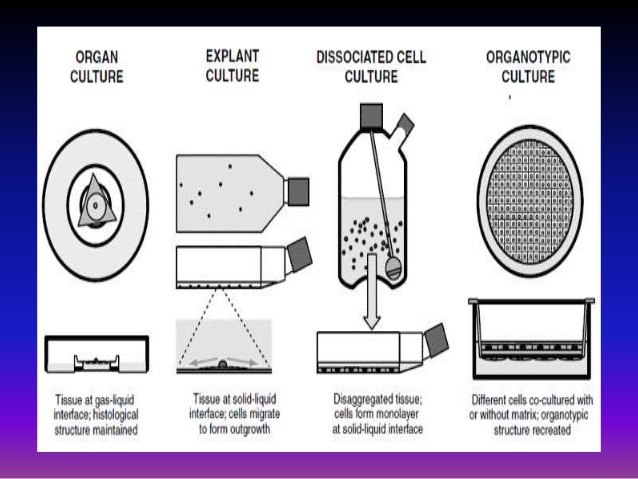 ORGAN
CULTURE
EXPLANT
CULTURE
DISSOCIATED CELL
CULTURE
ORGANOTYPIC
CULTURE
Tissue at gas-liquid
interface; histological
structure maintained
Tissue at solid-liquid
interface; cells migrate
to form outgrowth
Disaggregated tissue;
cells form monolayer
at solid-liquid interface
Different cells co-cultured with
or without matrix; organotypic
structure recreated